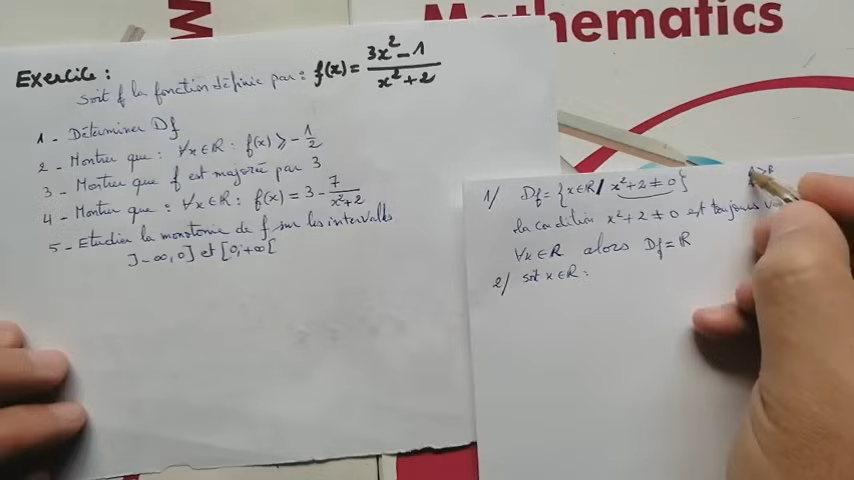 Mathematics
Exercice :
soit f la fonction définie par : f(x) = (3x² - 1)/(x² + 2)
1 - Déterminer Df
2 - Montrer que : ∀x∈R : f(x) ≥ - 1/2
3 - Montrer que f est majorée par 3
4 - Montrer que : ∀x∈R : f(x) = 3 - 7/(x² + 2)
5 - Etudier la monotonie de f sur les intervalles
]-∞, 0] et [0, +∞[
1/ Df = {x∈R / x² + 2 ≠ 0}
la condition x² + 2 ≠ 0 est toujours
∀x∈R alors Df = R
2/ soit x∈R :